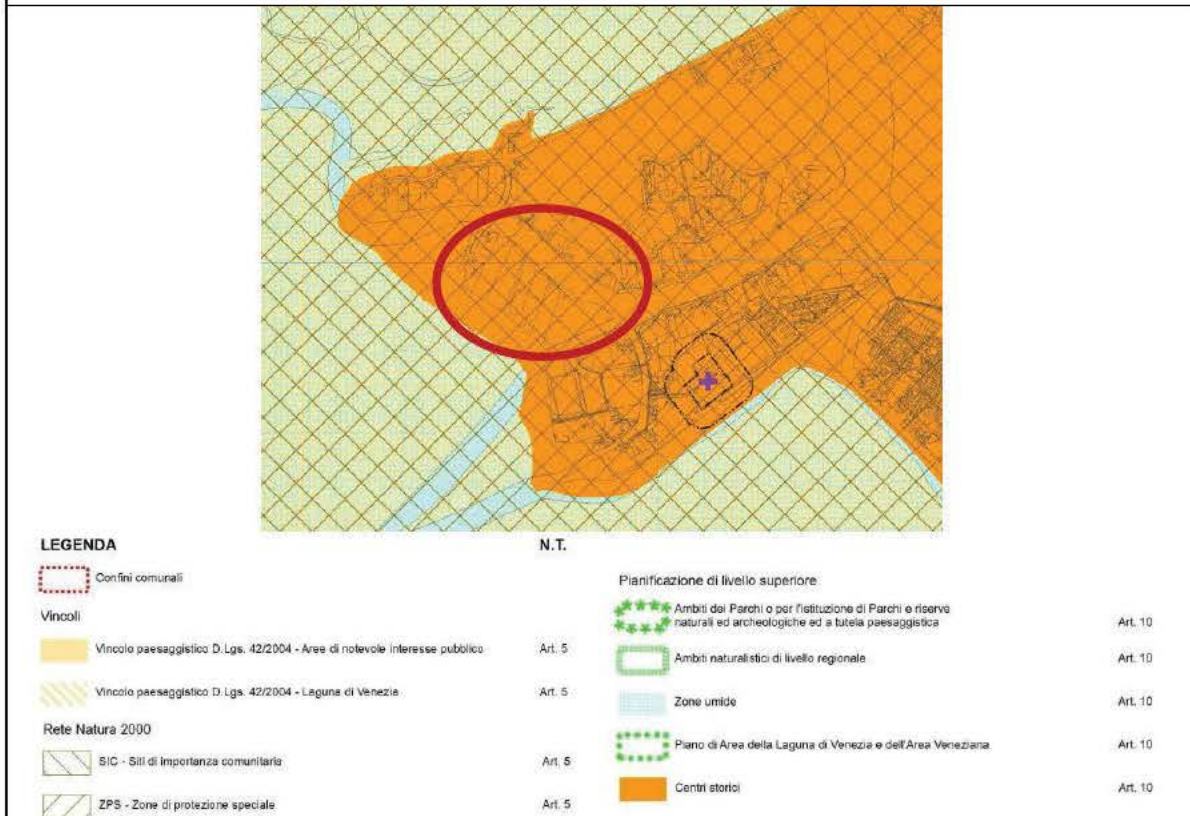 LEGENDA
N.T.
Confini comunali
Vincoli
Vincolo paesaggistico D.Lgs. 42/2004 - Aree di notevole interesse pubblico
Art. 5
Vincolo paesaggistico D.Lgs. 42/2004 - Laguna di Venezia
Art. 5
Rete Natura 2000
SIC - Siti di importanza comunitaria
Art. 5
ZPS - Zone di protezione speciale
Art. 5
Pianificazione di livello superiore
Ambiti dei Parchi o per l'istituzione di Parchi e riserve
naturali ed archeologiche ed a tutela paesaggistica
Art. 10
Ambiti naturalistici di livello regionale
Art. 10
Zone umide
Art. 10
Piano di Area della Laguna di Venezia e dell'Area Veneziana
Art. 10
Centri storici
Art. 10